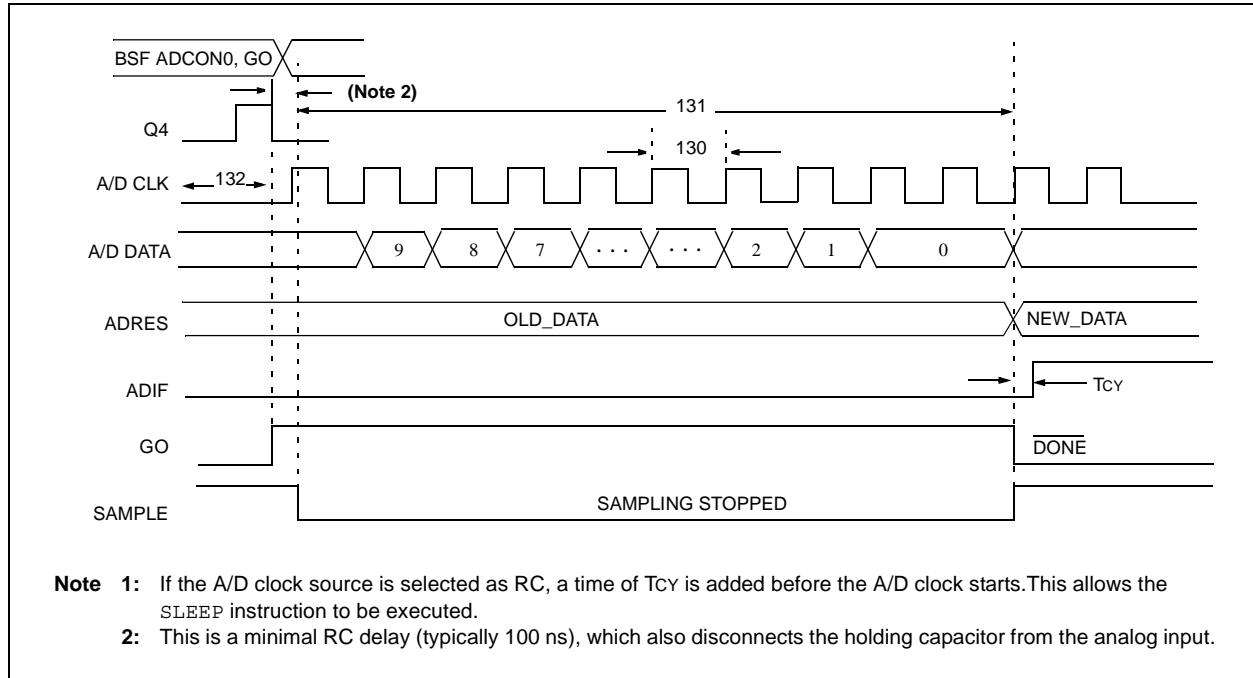 BSF ADCON0, GO
(Note 2)
131
Q4
130
A/D CLK
132
A/D DATA
9 8 7 . . . . . . 2 1 0
ADRES
OLD_DATA
NEW_DATA
ADIF
TCY
GO
DONE
SAMPLE
SAMPLING STOPPED
Note 1: If the A/D clock source is selected as RC, a time of TCY is added before the A/D clock starts.This allows the
SLEEP instruction to be executed.
2: This is a minimal RC delay (typically 100 ns), which also disconnects the holding capacitor from the analog input.